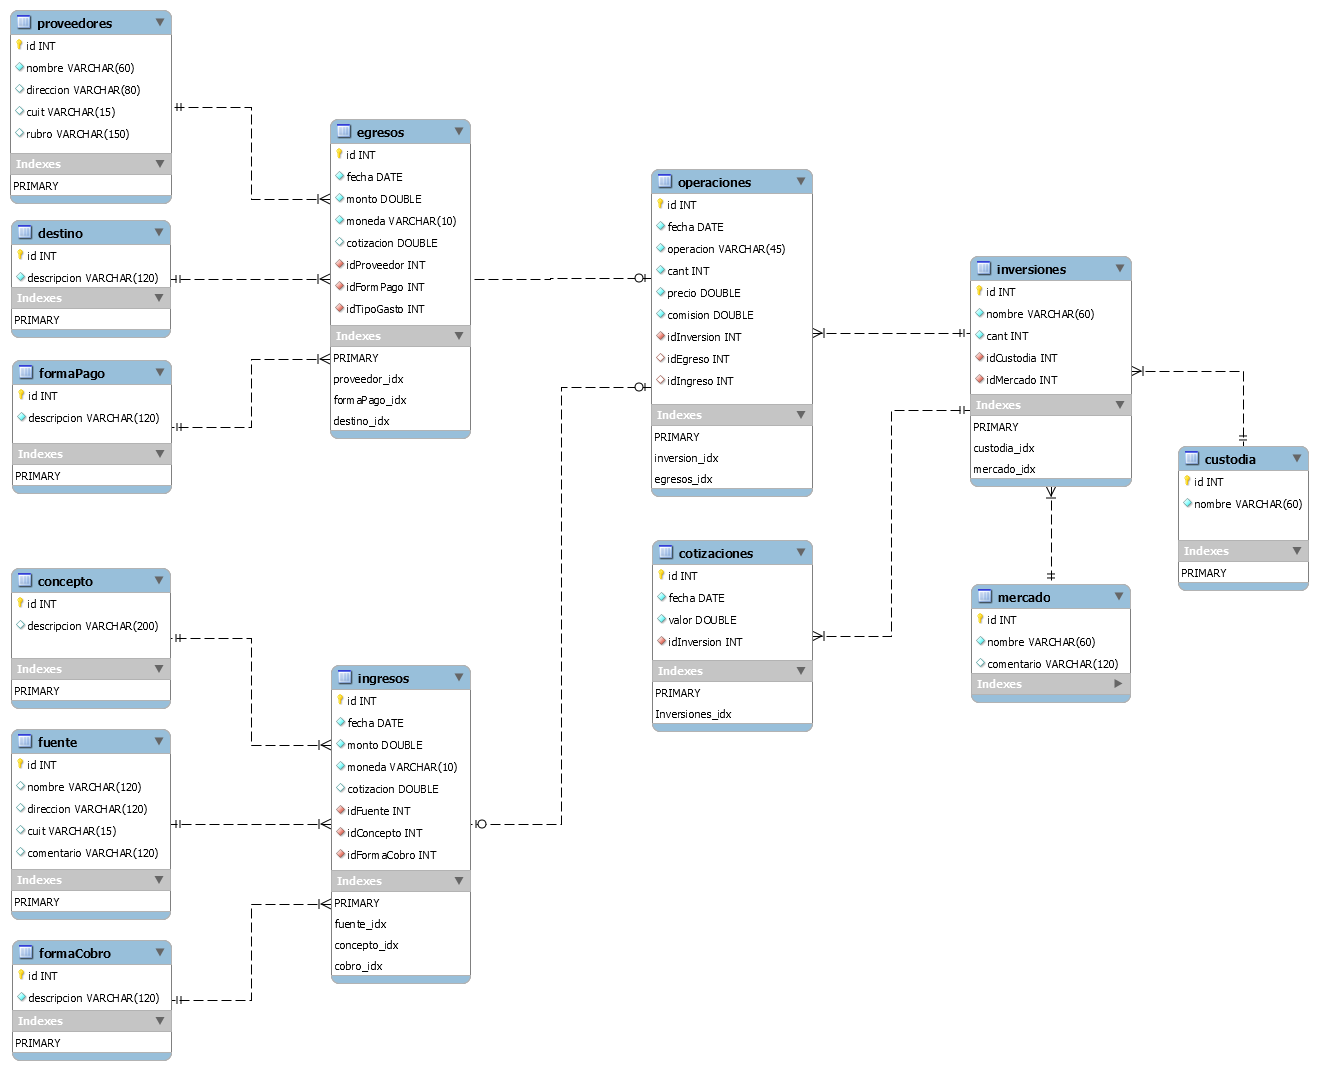 proveedores
id INT
nombre VARCHAR(60)
direccion VARCHAR(80)
cuit VARCHAR(15)
rubro VARCHAR(150)
Indexes
PRIMARY
destino
id INT
descripcion VARCHAR(120)
Indexes
PRIMARY
formaPago
id INT
descripcion VARCHAR(120)
Indexes
PRIMARY
concepto
id INT
descripcion VARCHAR(200)
Indexes
PRIMARY
fuente
id INT
nombre VARCHAR(120)
direccion VARCHAR(120)
cuit VARCHAR(15)
comentario VARCHAR(120)
Indexes
PRIMARY
formaCobro
id INT
descripcion VARCHAR(120)
Indexes
PRIMARY
egresos
id INT
fecha DATE
monto DOUBLE
moneda VARCHAR(10)
cotizacion DOUBLE
idProveedor INT
idFormPago INT
idTipoGasto INT
Indexes
PRIMARY
proveedor_idx
formaPago_idx
destino_idx
ingresos
id INT
fecha DATE
monto DOUBLE
moneda VARCHAR(10)
cotizacion DOUBLE
idFuente INT
idConcepto INT
idFormaCobro INT
Indexes
PRIMARY
fuente_idx
concepto_idx
cobro_idx
operaciones
id INT
fecha DATE
operacion VARCHAR(45)
cant INT
precio DOUBLE
comision DOUBLE
idInversion INT
idEgreso INT
idIngreso INT
Indexes
PRIMARY
inversion_idx
egresos_idx
cotizaciones
id INT
fecha DATE
valor DOUBLE
idInversion INT
Indexes
PRIMARY
Inversiones_idx
inversiones
id INT
nombre VARCHAR(60)
cant INT
idCustodia INT
idMercado INT
Indexes
PRIMARY
custodia_idx
mercado_idx
mercado
id INT
nombre VARCHAR(60)
comentario VARCHAR(120)
Indexes
custodia
id INT
nombre VARCHAR(60)
Indexes
PRIMARY